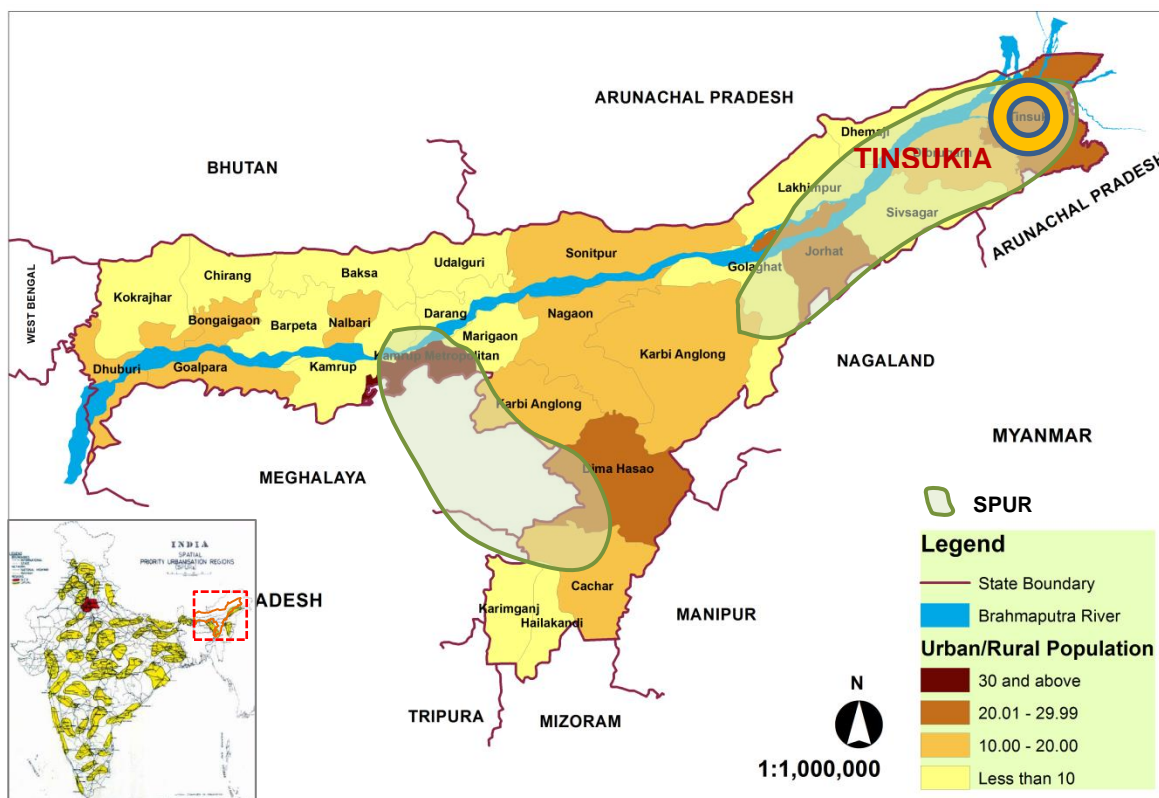 ARUNACHAL PRADESH
BHUTAN
Dhemaji
Tinsuk
TINSUKIA
Lakhimpur
ARUNACHAL PRADESH
Sivsagar
Sonitpur
Udalguri
Baksa
Chirang
Golaghat
Jorhat
WEST BENGAL
Kokrajhar
Bongaigaon
Barpeta
Nalbari
Darang
Nagaon
Marigaon
Kamrup Metropolitan
Karbi Anglong
NAGALAND
Dhuburi
Goalpara
Kamrup
Karbi Anglong
MYANMAR
MEGHALAYA
Dima Hasao
SPUR
INDIA
SPATIAL
PRIORITY URBANISATION REGIONS
ADESH
Cachar
Karimganj
Hailakandi
MANIPUR
TRIPURA
MIZORAM
N
1:1,000,000
Legend
State Boundary
Brahmaputra River
Urban/Rural Population
30 and above
20.01 - 29.99
10.00 - 20.00
Less than 10